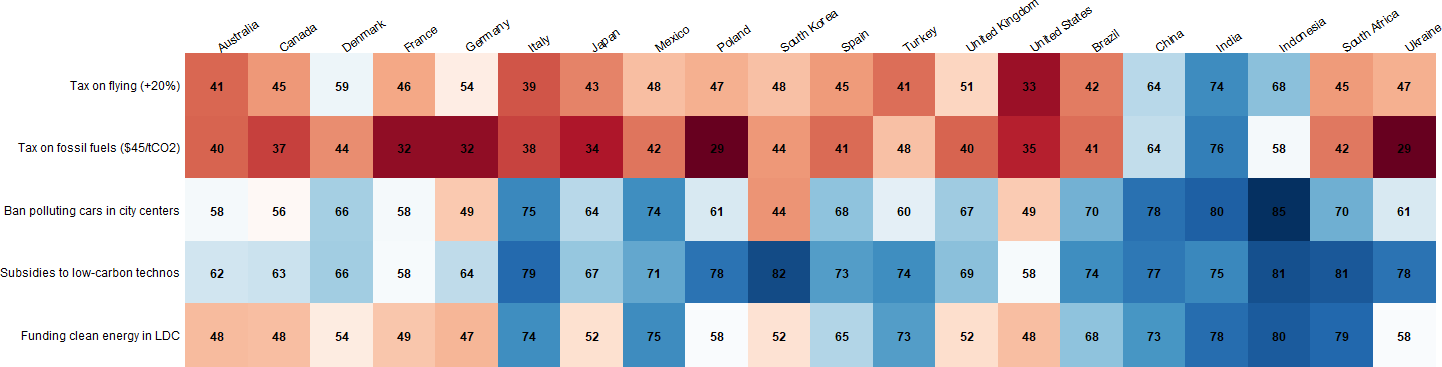 Australia Canada Denmark France Germany Italy Japan Mexico Poland South Korea Spain Turkey United Kingdom United States Brazil China India Indonesia South Africa Ukraine
Tax on flying (+20%) 41 45 59 46 54 39 43 48 47 48 45 41 51 33 42 64 74 68 45 47
Tax on fossil fuels ($45/tCO2) 40 37 44 32 32 38 34 42 29 44 41 48 40 35 41 64 76 58 42 29
Ban polluting cars in city centers 58 56 66 58 49 75 64 74 61 44 68 60 67 49 70 78 80 85 70 61
Subsidies to low-carbon technos 62 63 66 58 64 79 67 71 78 82 73 74 69 58 74 77 75 81 81 78
Funding clean energy in LDC 48 48 54 49 47 74 52 75 58 52 65 73 52 48 68 73 78 80 79 58